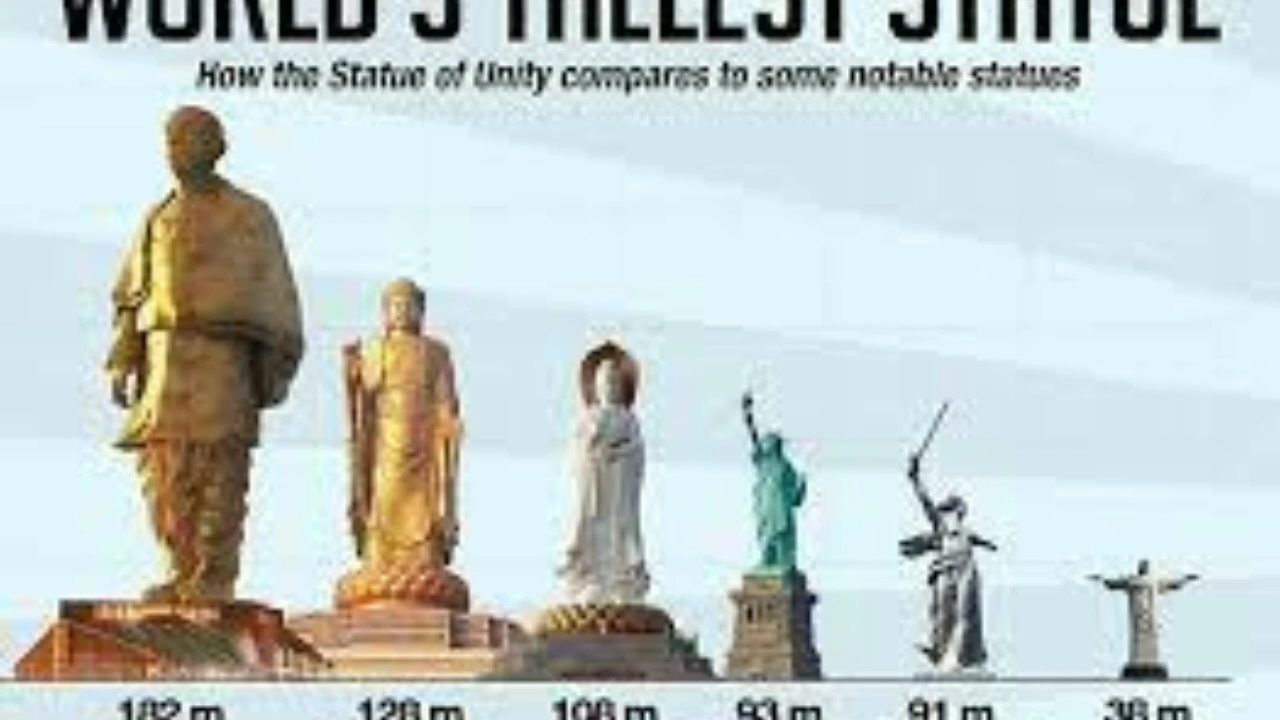 WORLD'S TALLEST STATUE
How the Statue of Unity compares to some notable statues
182 m 128 m 108 m 93 m 91 m 38 m